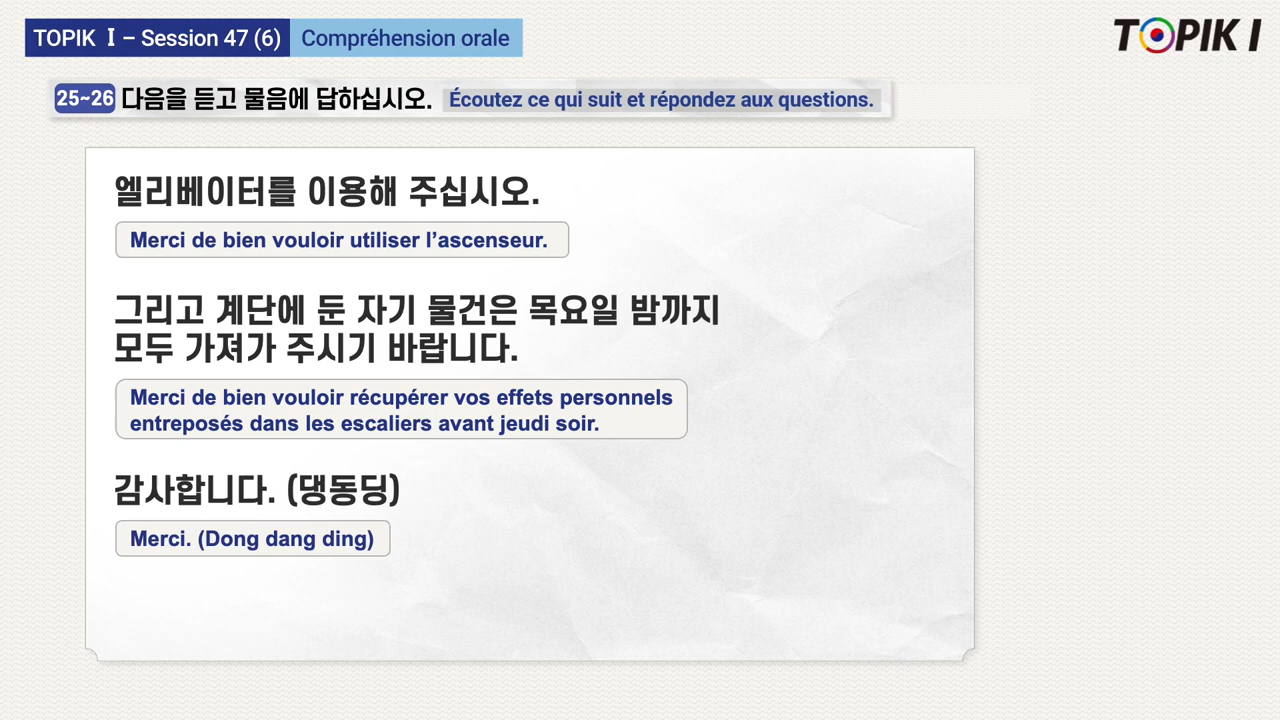 TOPIK Ⅰ – Session 47 (6) Compréhension orale
TOPIK I
25~26 다음을 듣고 물음에 답하십시오. Écoutez ce qui suit et répondez aux questions.
엘리베이터를 이용해 주십시오.
Merci de bien vouloir utiliser l’ascenseur.
그리고 계단에 둔 자기 물건은 목요일 밤까지
모두 가져가 주시기 바랍니다.
Merci de bien vouloir récupérer vos effets personnels
entreposés dans les escaliers avant jeudi soir.
감사합니다. (댕동딩)
Merci. (Dong dang ding)